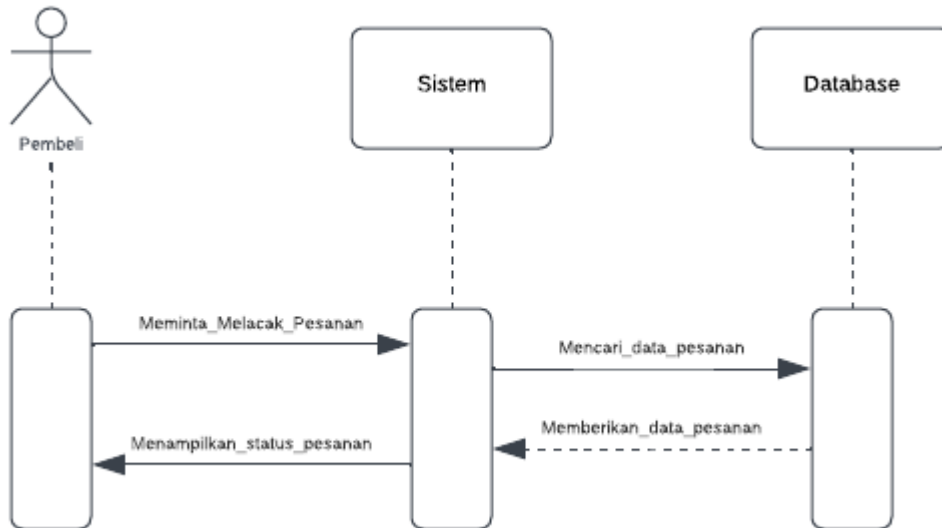 Sistem
Database
Pembeli
Meminta_Melacak_Pesanan
Mencari_data_pesanan
Memberikan_data_pesanan
Menampilkan_status_pesanan